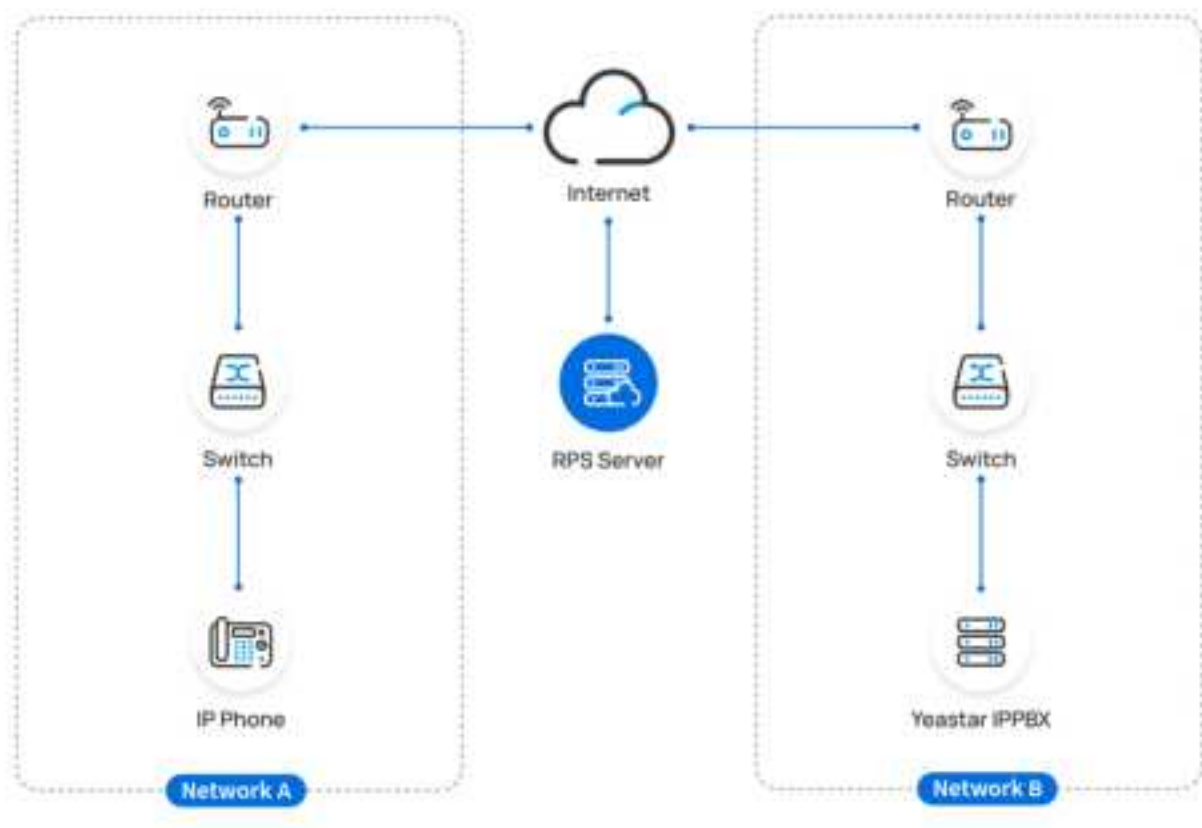 Router
Internet
Router
Switch
RPS Server
Switch
IP Phone
Yeastar IPPBX
Network A
Network B